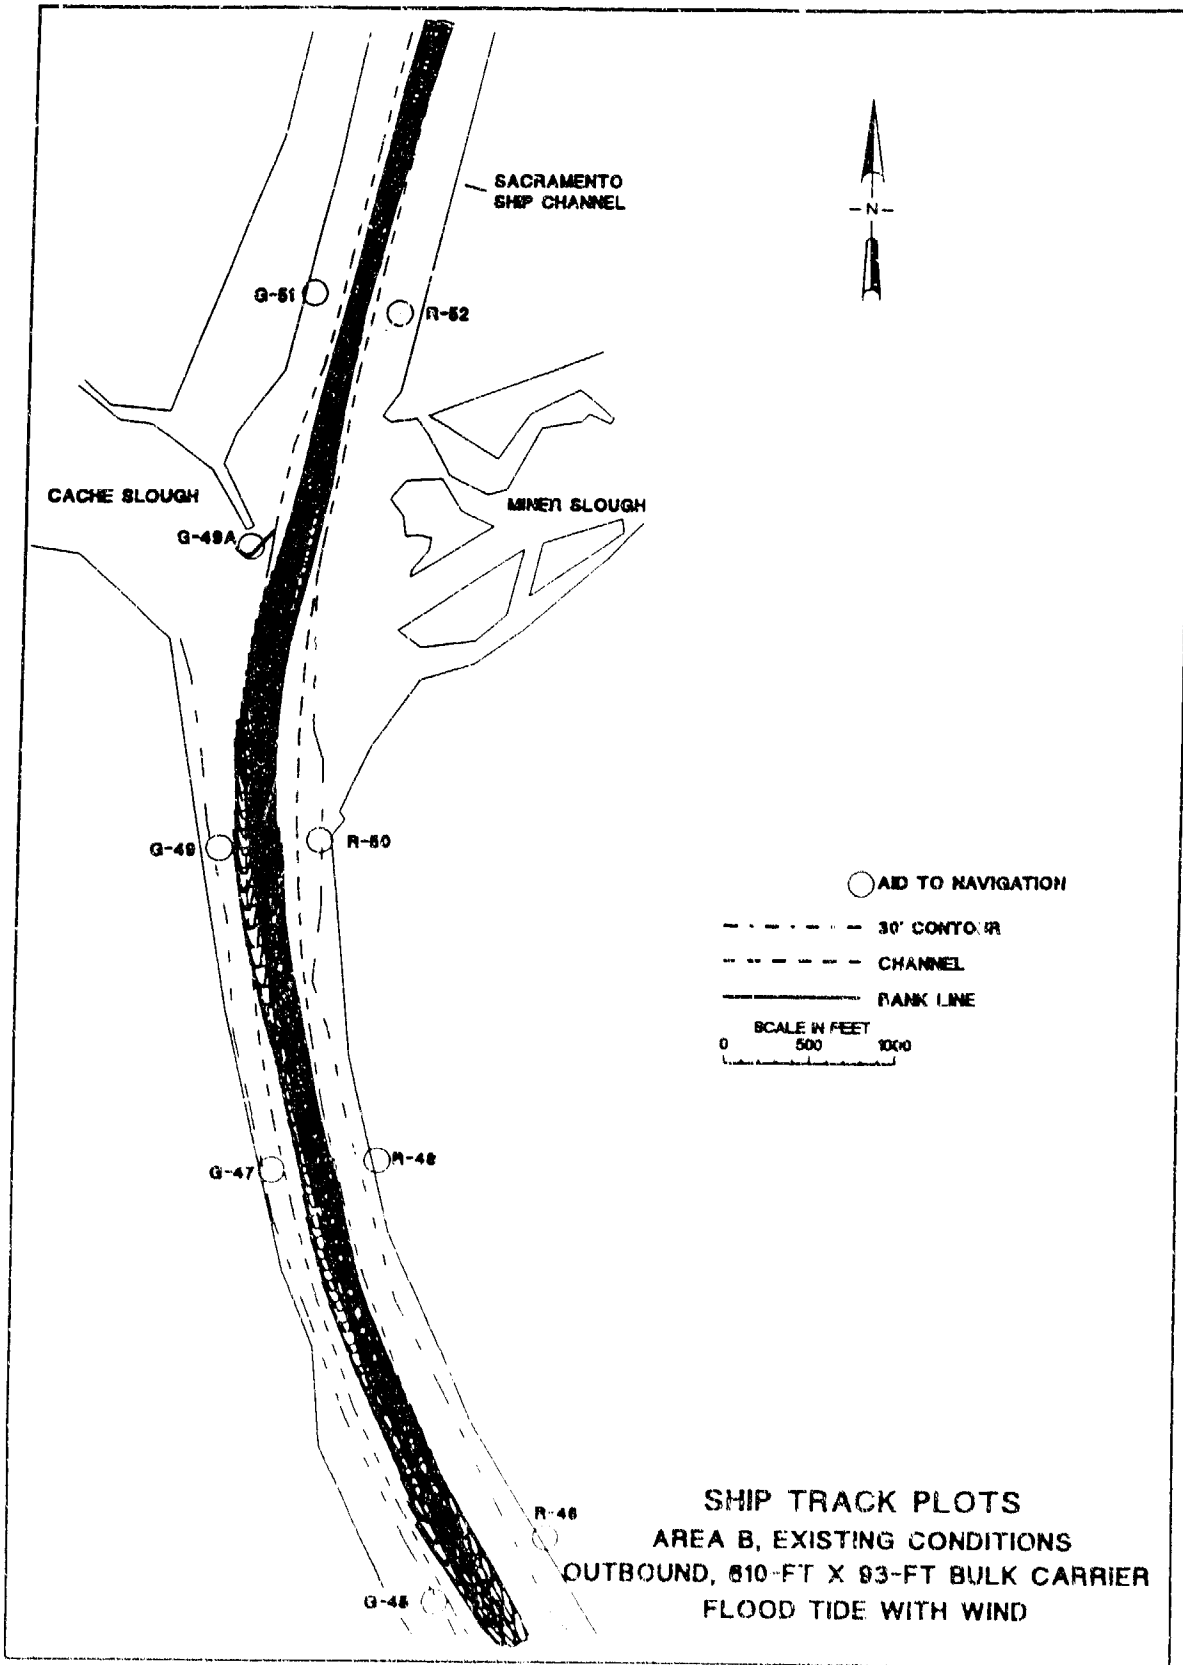 SACRAMENTO
SHIP CHANNEL
-N-
G-51
R-52
CACHE SLOUGH
MINER SLOUGH
G-49A
G-49
R-50
AID TO NAVIGATION
30' CONTOUR
CHANNEL
BANK LINE
SCALE IN FEET
0 500 1000
G-47
R-48
R-46
G-45
SHIP TRACK PLOTS
AREA B, EXISTING CONDITIONS
OUTBOUND, 610-FT X 93-FT BULK CARRIER
FLOOD TIDE WITH WIND